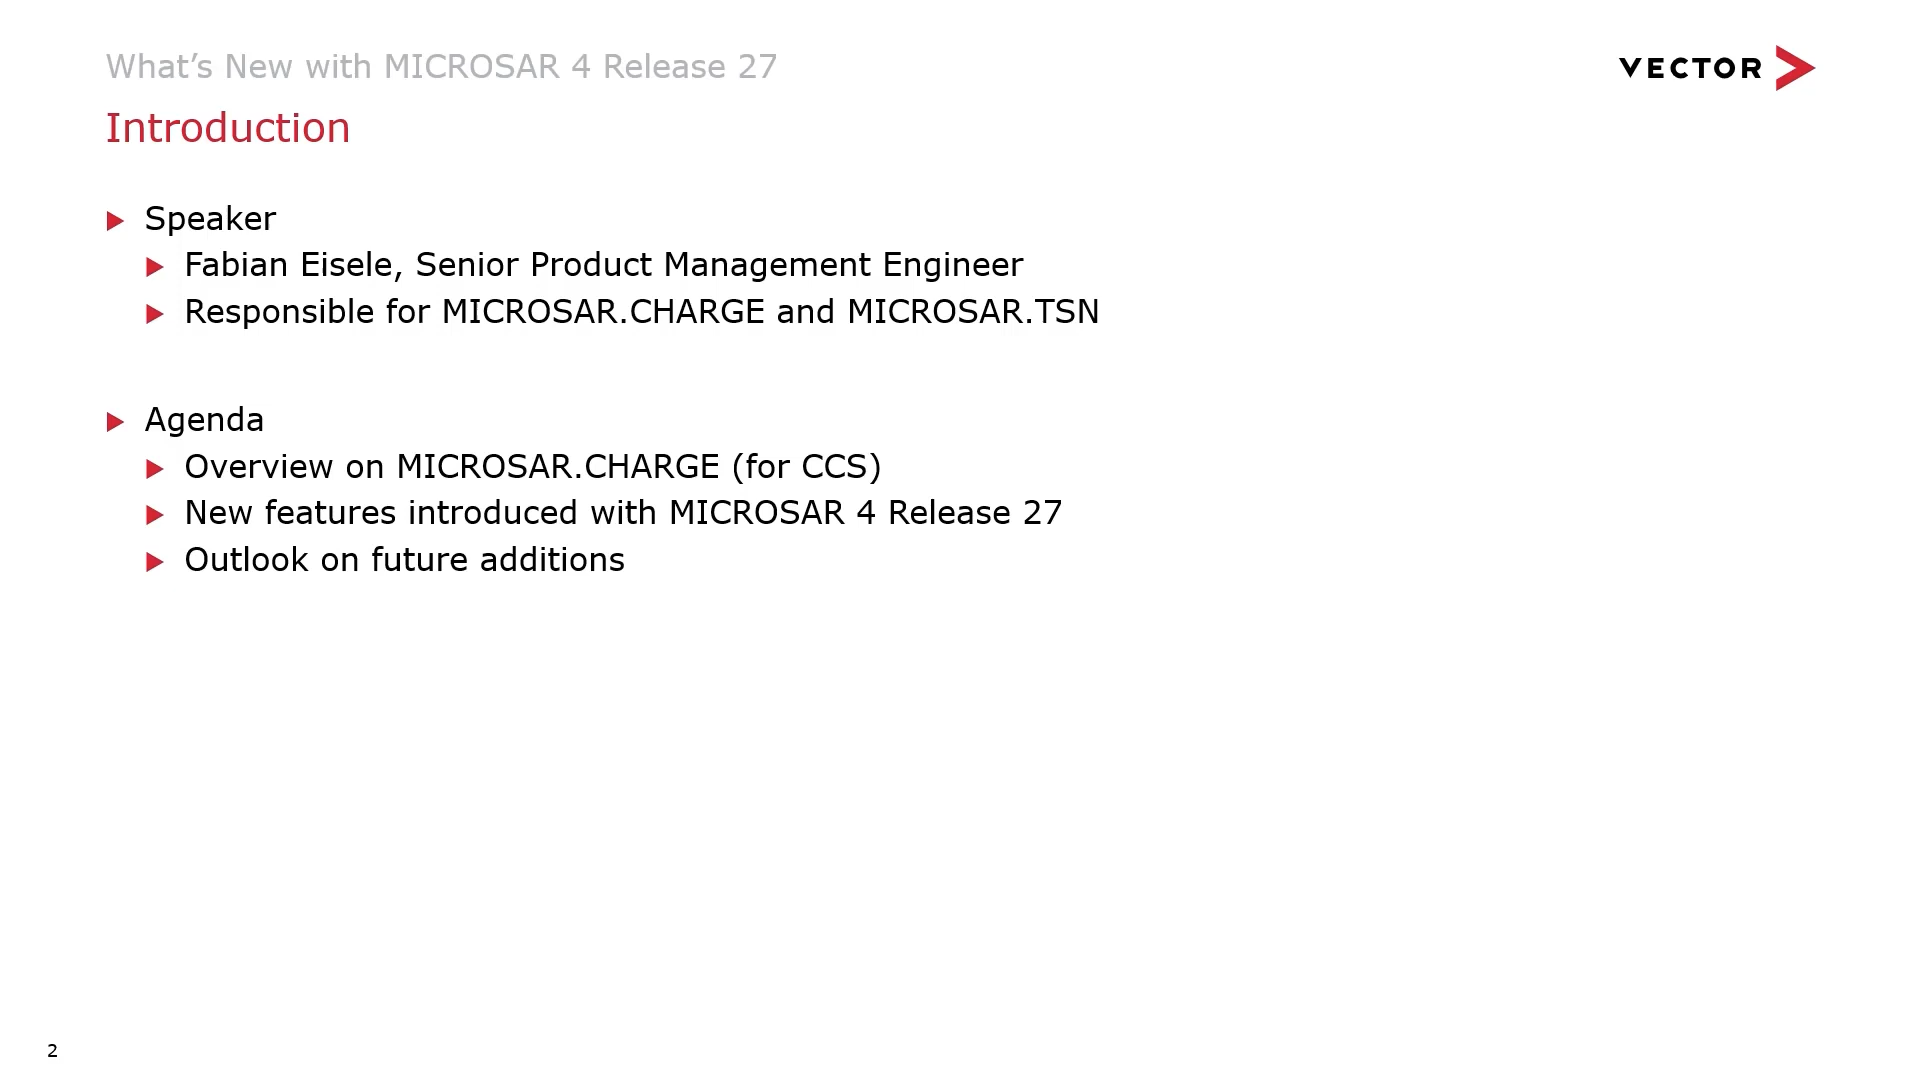 What’s New with MICROSAR 4 Release 27
VECTOR
Introduction
Speaker
Fabian Eisele, Senior Product Management Engineer
Responsible for MICROSAR.CHARGE and MICROSAR.TSN
Agenda
Overview on MICROSAR.CHARGE (for CCS)
New features introduced with MICROSAR 4 Release 27
Outlook on future additions
2